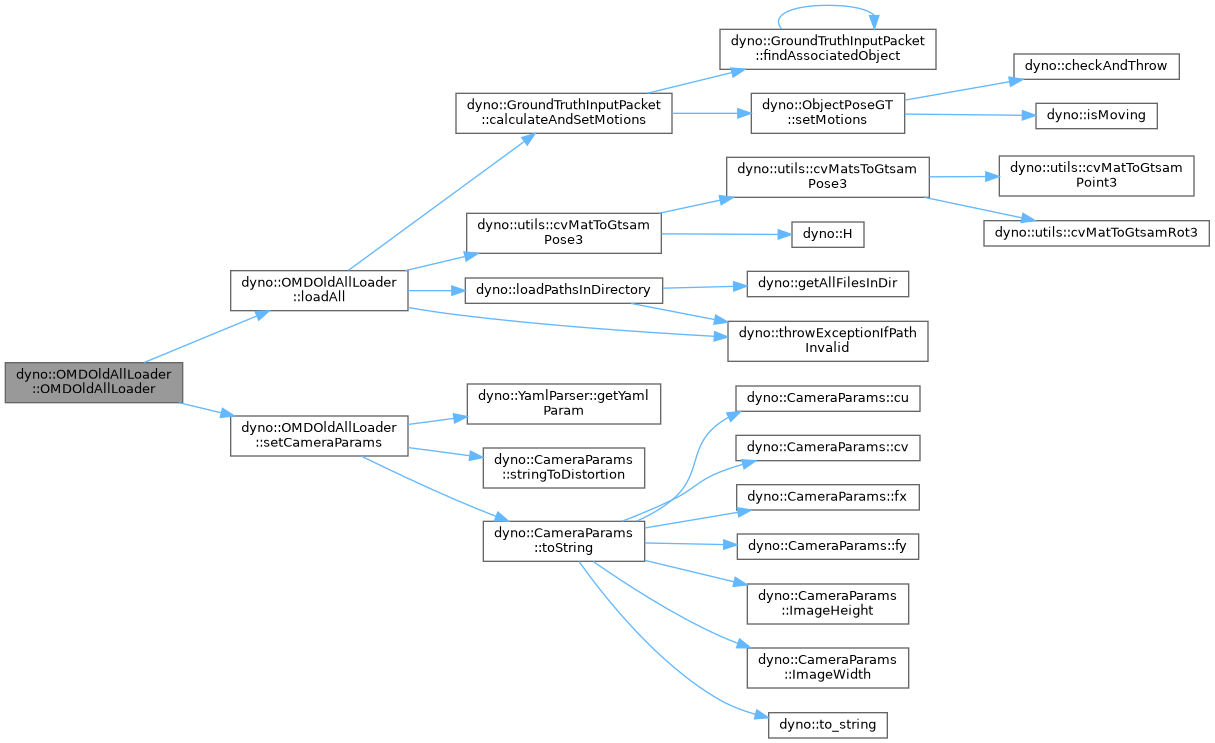 dyno::GroundTruthInputPacket
::findAssociatedObject
dyno::checkAndThrow
dyno::GroundTruthInputPacket
::calculateAndSetMotions
dyno::ObjectPoseGT
::setMotions
dyno::isMoving
dyno::utils::cvMatsToGtsam
Pose3
dyno::utils::cvMatToGtsam
Point3
dyno::utils::cvMatToGtsam
Pose3
dyno::H
dyno::utils::cvMatToGtsamRot3
dyno::OMDOldAllLoader
::loadAll
dyno::loadPathsInDirectory
dyno::getAllFilesInDir
dyno::throwExceptionIfPath
Invalid
dyno::OMDOldAllLoader
::OMDOldAllLoader
dyno::YamlParser::getYaml
Param
dyno::CameraParams::cu
dyno::OMDOldAllLoader
::setCameraParams
dyno::CameraParams
::stringToDistortion
dyno::CameraParams::cv
dyno::CameraParams::fx
dyno::CameraParams
::toString
dyno::CameraParams::fy
dyno::CameraParams
::ImageHeight
dyno::CameraParams
::ImageWidth
dyno::to_string